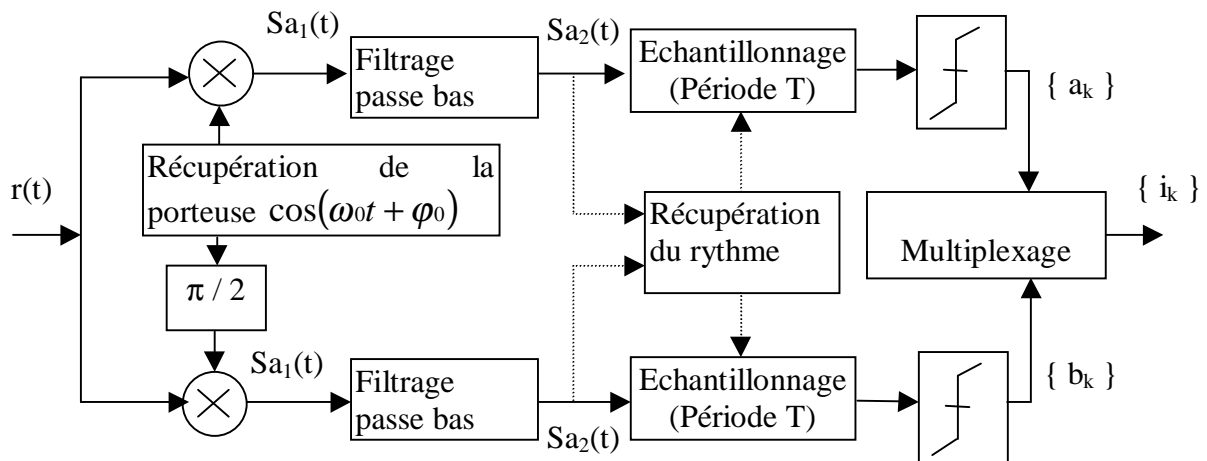 Sa1(t)
Sa2(t)
Filtrage
passe bas
Echantillonnage
(Période T)
{ ak }
Récupération de la
porteuse cos(ω0t + φ0)
r(t)
Récupération
du rythme
{ ik }
Multiplexage
π / 2
Sa1(t)
Filtrage
passe bas
Echantillonnage
(Période T)
{ bk }
Sa2(t)